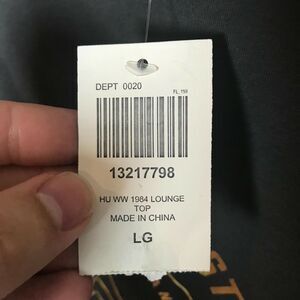 DEPT 0020
FL, 159
13217798
HU WW 1984 LOUNGE
TOP
MADE IN CHINA
LG